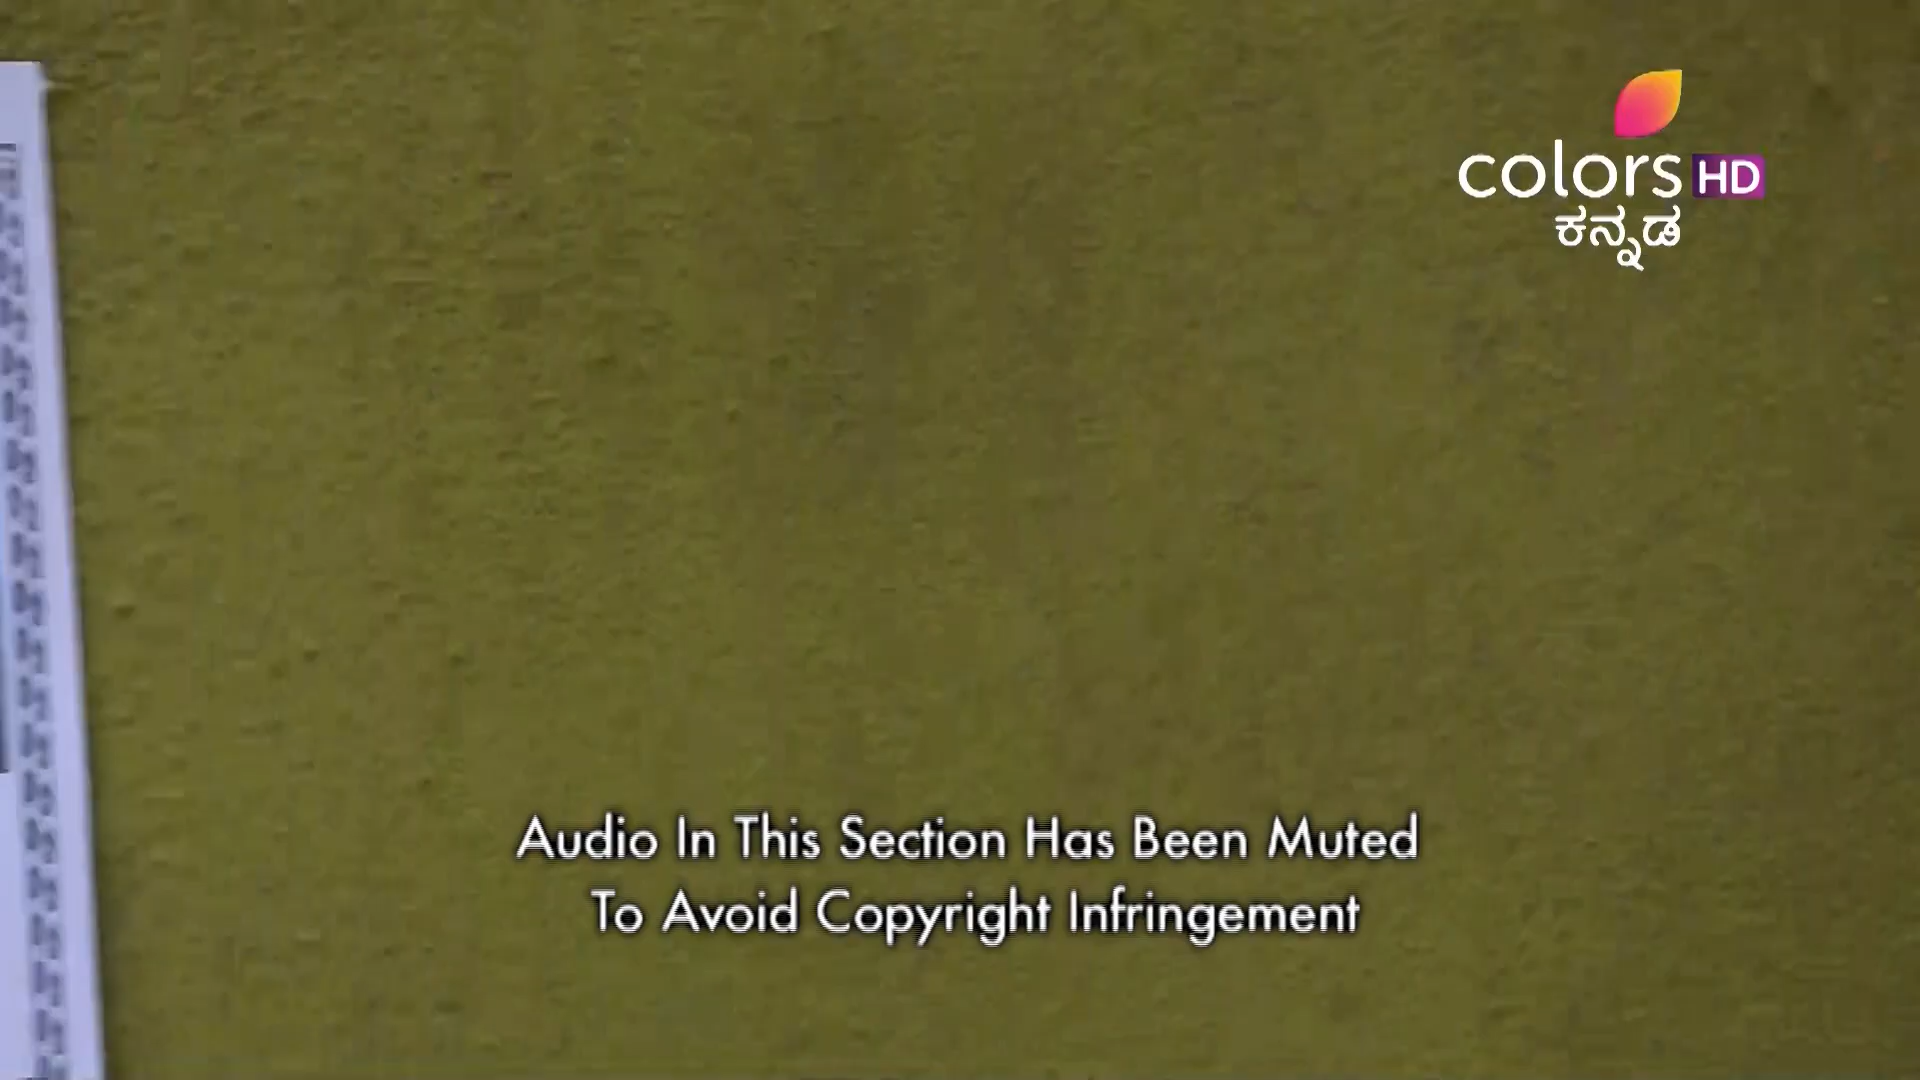 colors HD
ಕನ್ನಡ
Audio In This Section Has Been Muted
To Avoid Copyright Infringement